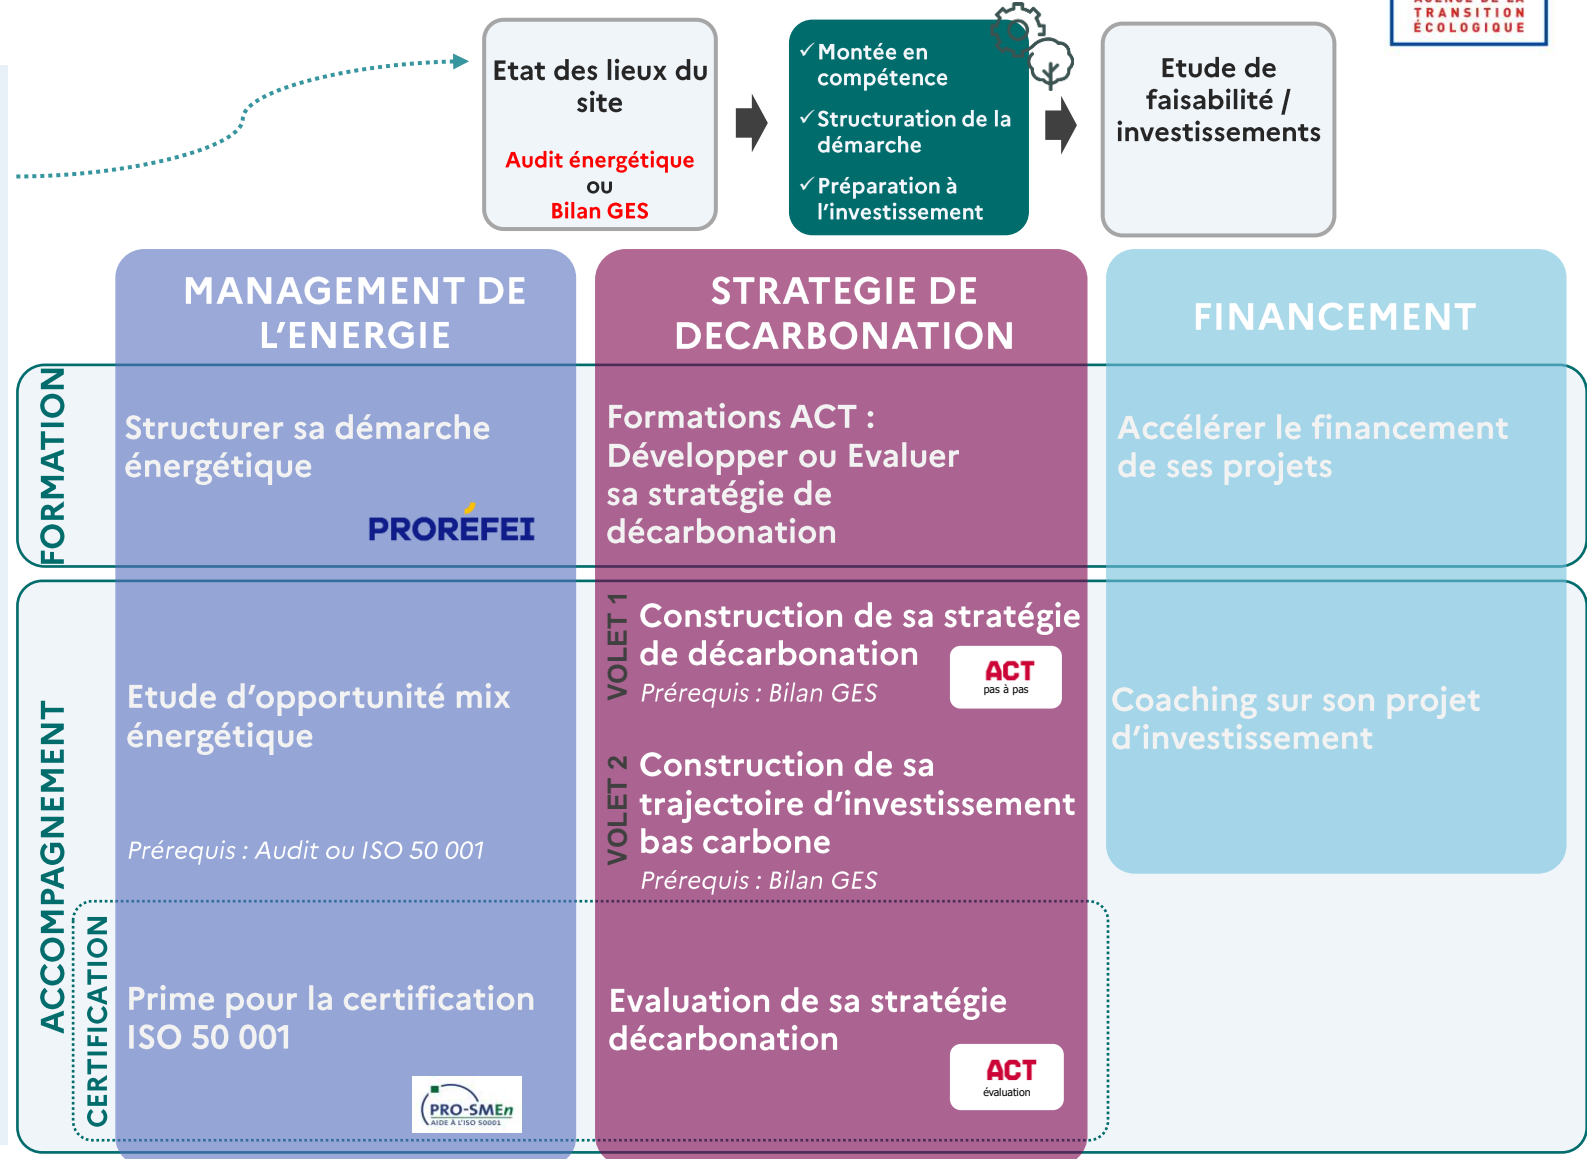 AGENCE DE LA
TRANSITION
ÉCOLOGIQUE
Etat des lieux du
site
Audit énergétique
ou
Bilan GES
✓ Montée en
compétence
✓ Structuration de la
démarche
✓ Préparation à
l’investissement
Etude de
faisabilité /
investissements
MANAGEMENT DE
L’ENERGIE
STRATEGIE DE
DECARBONATION
FINANCEMENT
FORMATION
Structurer sa démarche
énergétique
PRORÉFEI
Formations ACT :
Développer ou Evaluer
sa stratégie de
décarbonation
Accélérer le financement
de ses projets
ACCOMPAGNEMENT
Etude d’opportunité mix
énergétique
Prérequis : Audit ou ISO 50 001
VOLET 1
Construction de sa stratégie
de décarbonation
Prérequis : Bilan GES
ACT
pas à pas
VOLET 2
Construction de sa
trajectoire d’investissement
bas carbone
Prérequis : Bilan GES
Coaching sur son projet
d’investissement
CERTIFICATION
Prime pour la certification
ISO 50 001
PRO-SMEn
AIDE À L’ISO 50001
Evaluation de sa stratégie
décarbonation
ACT
évaluation